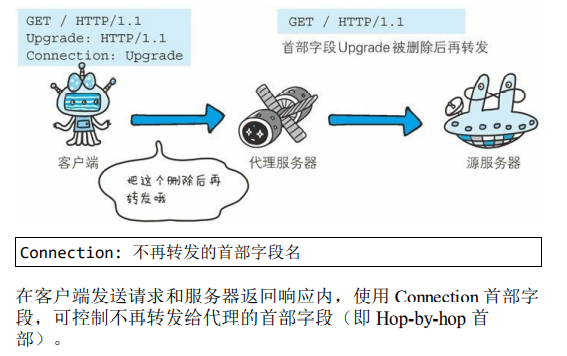 GET / HTTP/1.1
Upgrade: HTTP/1.1
Connection: Upgrade
GET / HTTP/1.1
首部字段Upgrade被删除后再转发
客户端
代理服务器
源服务器
把这个删除后再
转发哦
Connection: 不再转发的首部字段名
在客户端发送请求和服务器返回响应内，使用 Connection 首部字
段，可控制不再转发给代理的首部字段（即 Hop-by-hop 首
部）。